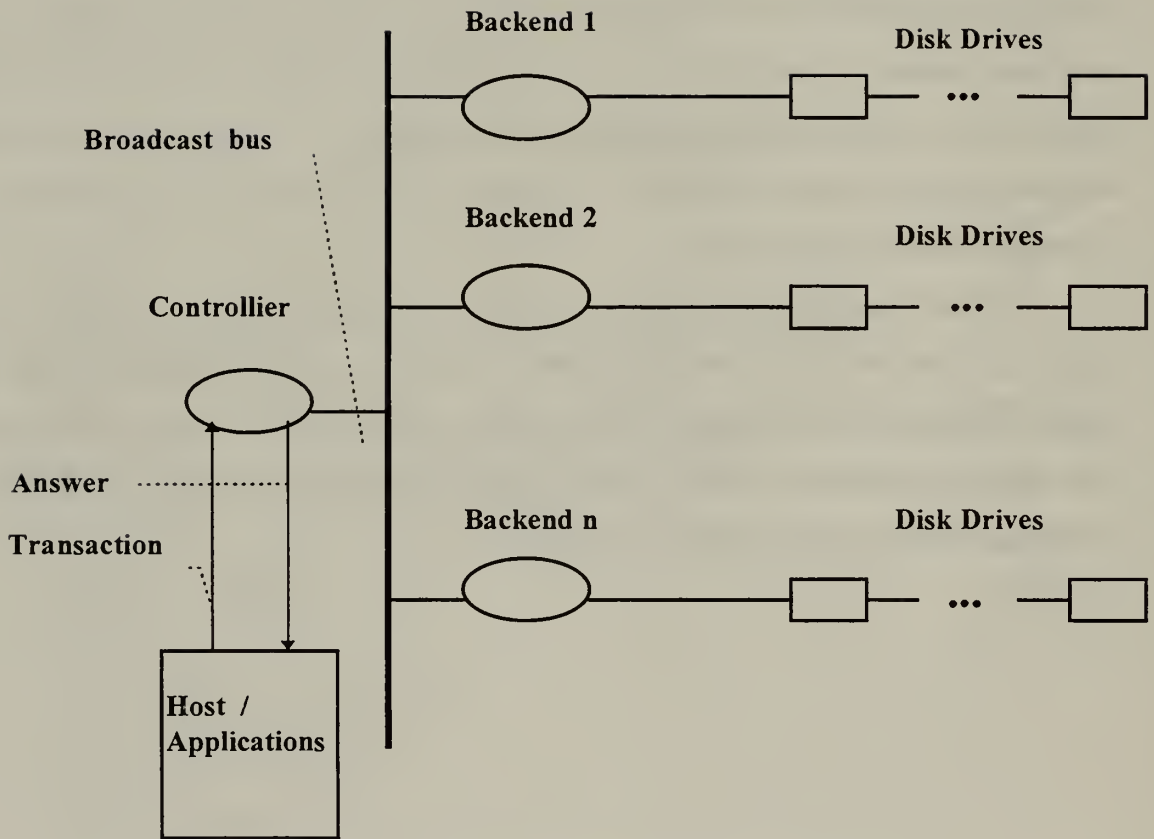 Backend 1
Disk Drives
•••
Broadcast bus
Backend 2
Disk Drives
•••
Controllier
Answer
Transaction
Backend n
Disk Drives
•••
Host /
Applications